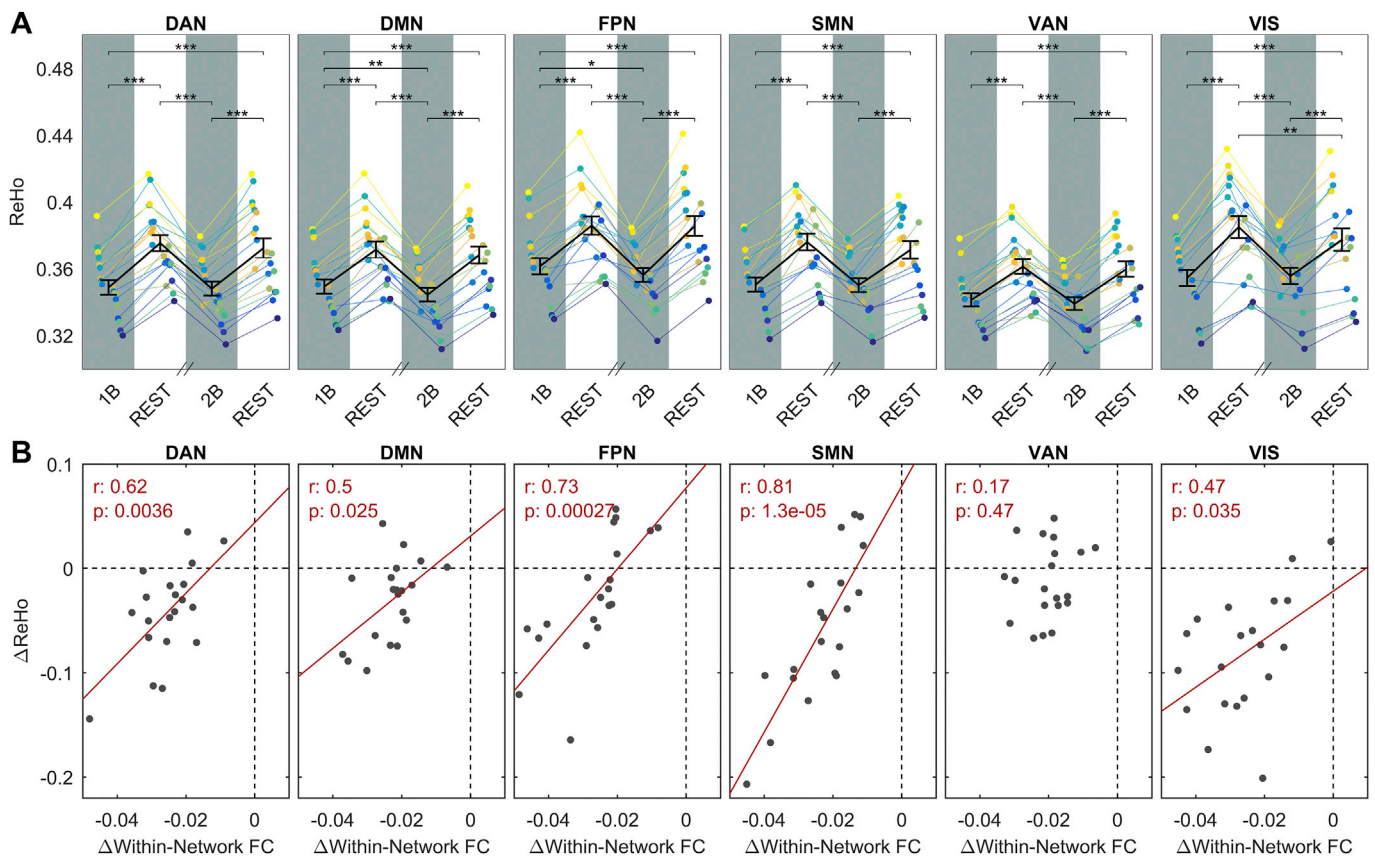 A
DAN DMN FPN SMN VAN VIS
*** *** *** *** *** ***
** *
*** *** *** *** *** ***
*** *** *** *** *** ***
*** *** *** *** *** ***
**
0.48
0.44
0.4
0.36
0.32
ReHo
1B REST // 2B REST 1B REST // 2B REST 1B REST // 2B REST 1B REST // 2B REST 1B REST // 2B REST 1B REST // 2B REST
B
DAN DMN FPN SMN VAN VIS
r: 0.62 r: 0.5 r: 0.73 r: 0.81 r: 0.17 r: 0.47
p: 0.0036 p: 0.025 p: 0.00027 p: 1.3e-05 p: 0.47 p: 0.035
0.1
0
-0.1
-0.2
ΔReHo
-0.04 -0.02 0 -0.04 -0.02 0 -0.04 -0.02 0 -0.04 -0.02 0 -0.04 -0.02 0 -0.04 -0.02 0
ΔWithin-Network FC ΔWithin-Network FC ΔWithin-Network FC ΔWithin-Network FC ΔWithin-Network FC ΔWithin-Network FC